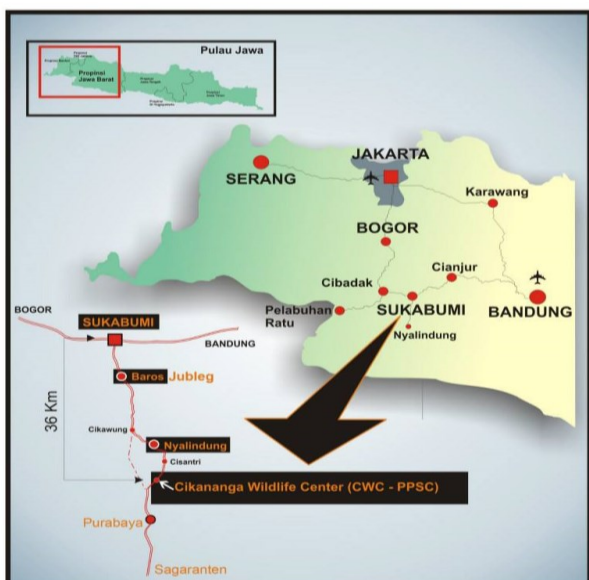 Pulau Jawa
Propinsi
Jawa Barat
JAKARTA
SERANG
Karawang
BOGOR
Cianjur
Cibadak
Pelabuhan
Ratu
SUKABUMI
BANDUNG
Nyalindung
BOGOR
SUKABUMI
BANDUNG
Baros Jubleg
36 Km
Cikawung
Nyalindung
Cisantri
Cikananga Wildlife Center (CWC - PPSC)
Purabaya
Sagaranten